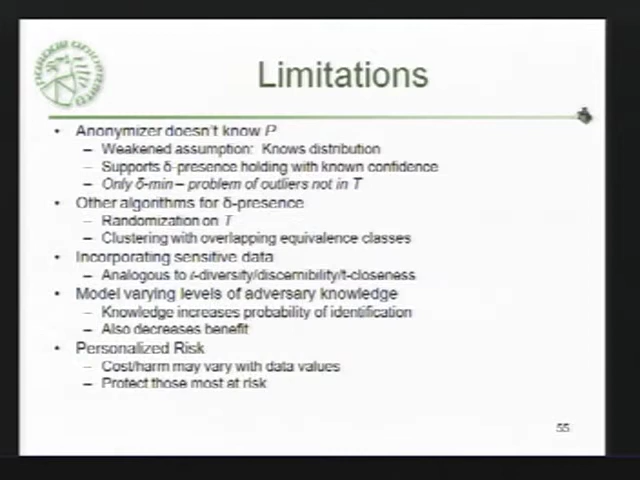 Limitations
• Anonymizer doesn't know P
– Weakened assumption: Knows distribution
– Supports δ-presence holding with known confidence
– Only δ-min – problem of outliers not in T
• Other algorithms for δ-presence
– Randomization on T
– Clustering with overlapping equivalence classes
• Incorporating sensitive data
– Analogous to ℓ-diversity/discernibility/t-closeness
• Model varying levels of adversary knowledge
– Knowledge increases probability of identification
– Also decreases benefit
• Personalized Risk
– Cost/harm may vary with data values
– Protect those most at risk
55